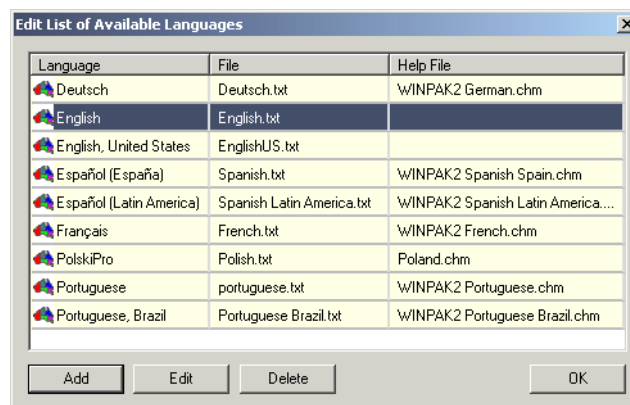 Edit List of Available Languages
Language File Help File
Deutsch Deutsch.txt WINPAK2 German.chm
English English.txt
English, United States EnglishUS.txt
Español (España) Spanish.txt WINPAK2 Spanish Spain.chm
Español (Latin America) Spanish Latin America.txt WINPAK2 Spanish Latin America....
Français French.txt WINPAK2 French.chm
PolskiPro Polish.txt Poland.chm
Portuguese portuguese.txt WINPAK2 Portuguese.chm
Portuguese, Brazil Portuguese Brazil.txt WINPAK2 Portuguese Brazil.chm
Add Edit Delete OK